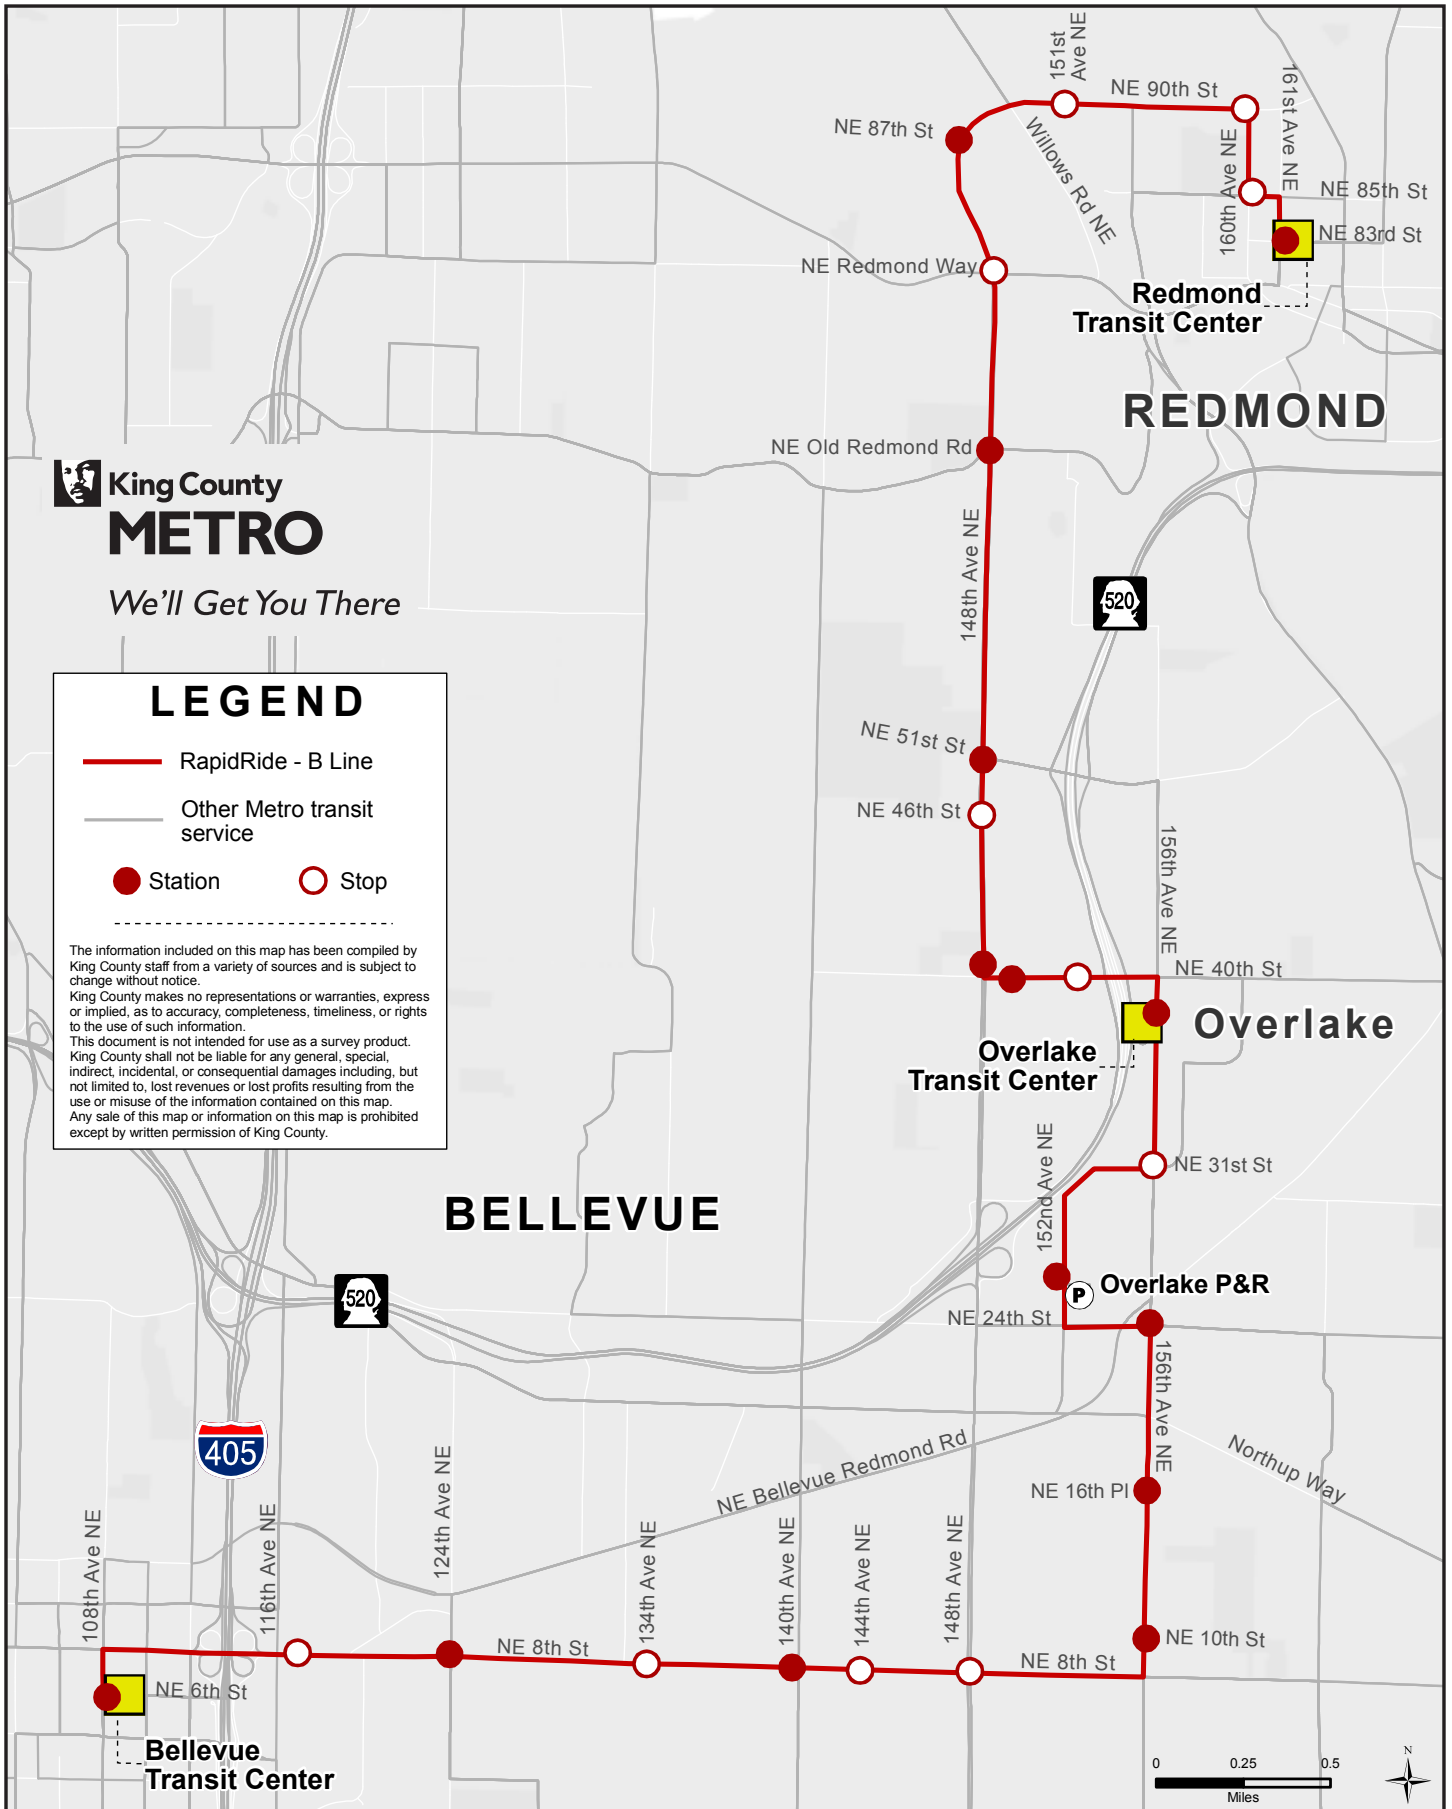 151st
Ave NE
NE 90th St
161st Ave NE
NE 87th St
Willows Rd NE
160th Ave NE
NE 85th St
NE 83rd St
NE Redmond Way
Redmond
Transit Center
REDMOND
NE Old Redmond Rd
King County
METRO
We'll Get You There
148th Ave NE
520
LEGEND
RapidRide - B Line
Other Metro transit
service
Station
Stop
The information included on this map has been compiled by
King County staff from a variety of sources and is subject to
change without notice.
King County makes no representations or warranties, express
or implied, as to accuracy, completeness, timeliness, or rights
to the use of such information.
This document is not intended for use as a survey product.
King County shall not be liable for any general, special,
indirect, incidental, or consequential damages including, but
not limited to, lost revenues or lost profits resulting from the
use or misuse of the information contained on this map.
Any sale of this map or information on this map is prohibited
except by written permission of King County.
NE 51st St
NE 46th St
156th Ave NE
NE 40th St
Overlake
Overlake
Transit Center
152nd Ave NE
NE 31st St
BELLEVUE
P
Overlake P&R
520
NE 24th St
156th Ave NE
405
NE Bellevue Redmond Rd
Northup Way
NE 16th Pl
108th Ave NE
116th Ave NE
124th Ave NE
134th Ave NE
140th Ave NE
144th Ave NE
148th Ave NE
NE 8th St
NE 8th St
NE 10th St
NE 6th St
Bellevue
Transit Center
0 0.25 0.5
Miles
N